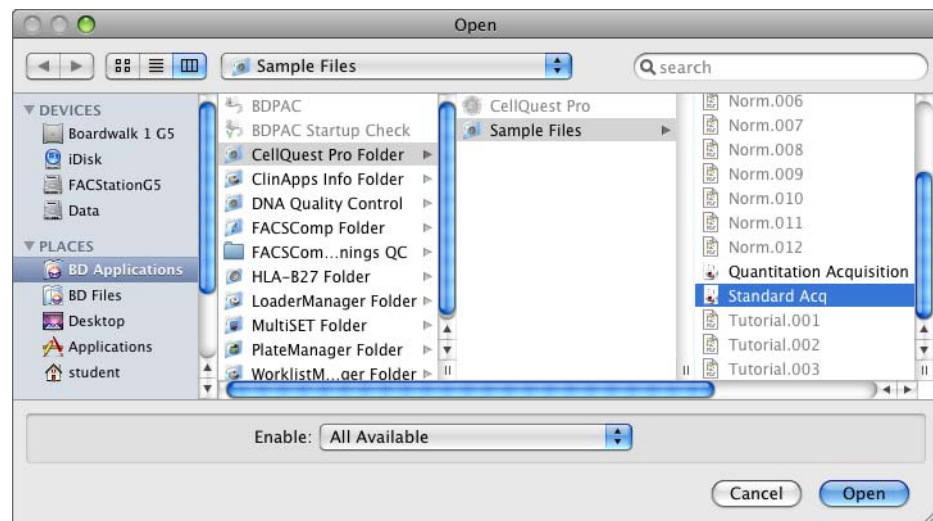 Open
Sample Files
search
DEVICES
Boardwalk 1 G5
iDisk
FACStationG5
Data
PLACES
BD Applications
BD Files
Desktop
Applications
student
BDPAC
BDPAC Startup Check
CellQuest Pro Folder
ClinApps Info Folder
DNA Quality Control
FACSComp Folder
FACSCom...nings QC
HLA-B27 Folder
LoaderManager Folder
MultiSET Folder
PlateManager Folder
WorklistM...ger Folder
CellQuest Pro
Sample Files
Norm.006
Norm.007
Norm.008
Norm.009
Norm.010
Norm.011
Norm.012
Quantitation Acquisition
Standard Acq
Tutorial.001
Tutorial.002
Tutorial.003
Enable: All Available
Cancel
Open